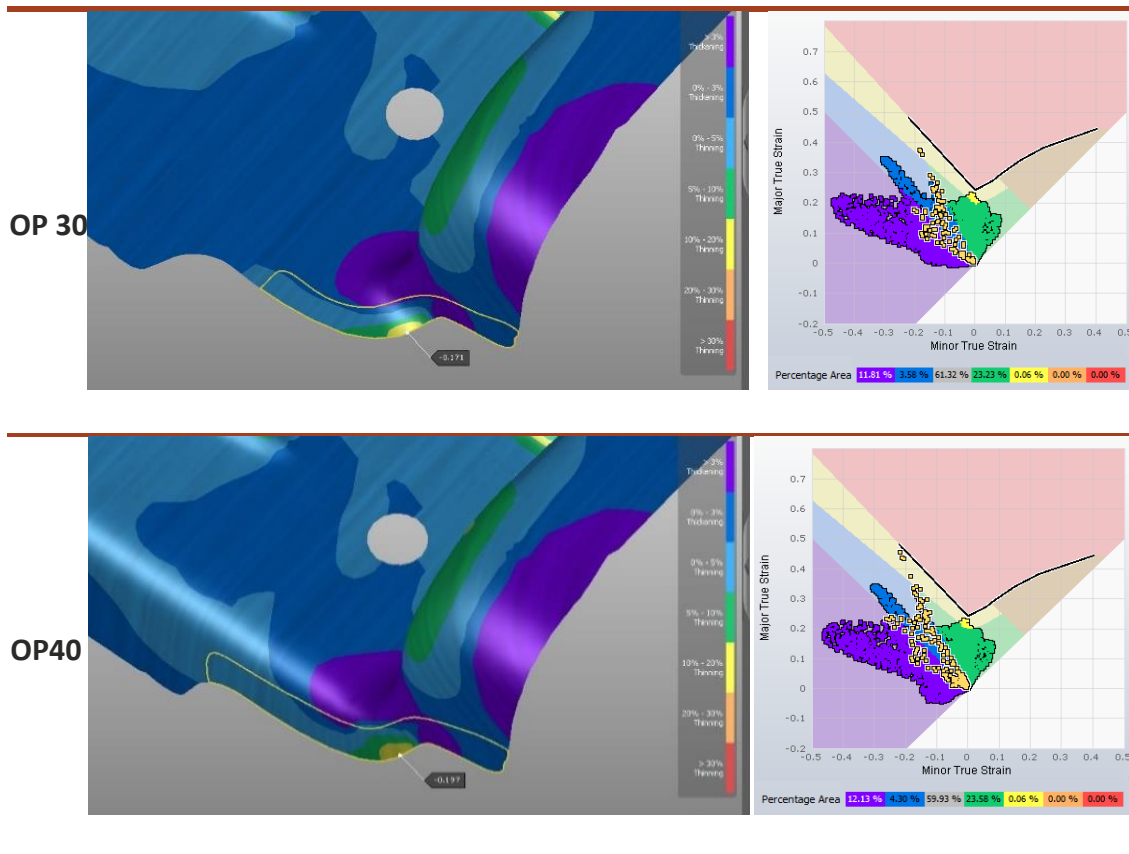 OP 30
> 3%
Thickening
0% - 3%
Thickening
0% - 5%
Thinning
5% - 10%
Thinning
10% - 20%
Thinning
20% - 30%
Thinning
> 30%
Thinning
-0.171
Major True Strain
0.7
0.6
0.5
0.4
0.3
0.2
0.1
0
-0.1
-0.2
-0.5 -0.4 -0.3 -0.2 -0.1 0 0.1 0.2 0.3 0.4 0.5
Minor True Strain
Percentage Area 11.81 % 3.58 % 61.32 % 23.23 % 0.06 % 0.00 % 0.00 %
OP40
> 3%
Thickening
0% - 3%
Thickening
0% - 5%
Thinning
5% - 10%
Thinning
10% - 20%
Thinning
20% - 30%
Thinning
> 30%
Thinning
-0.197
Major True Strain
0.7
0.6
0.5
0.4
0.3
0.2
0.1
0
-0.1
-0.2
-0.5 -0.4 -0.3 -0.2 -0.1 0 0.1 0.2 0.3 0.4 0.5
Minor True Strain
Percentage Area 12.13 % 4.30 % 59.93 % 23.58 % 0.06 % 0.00 % 0.00 %